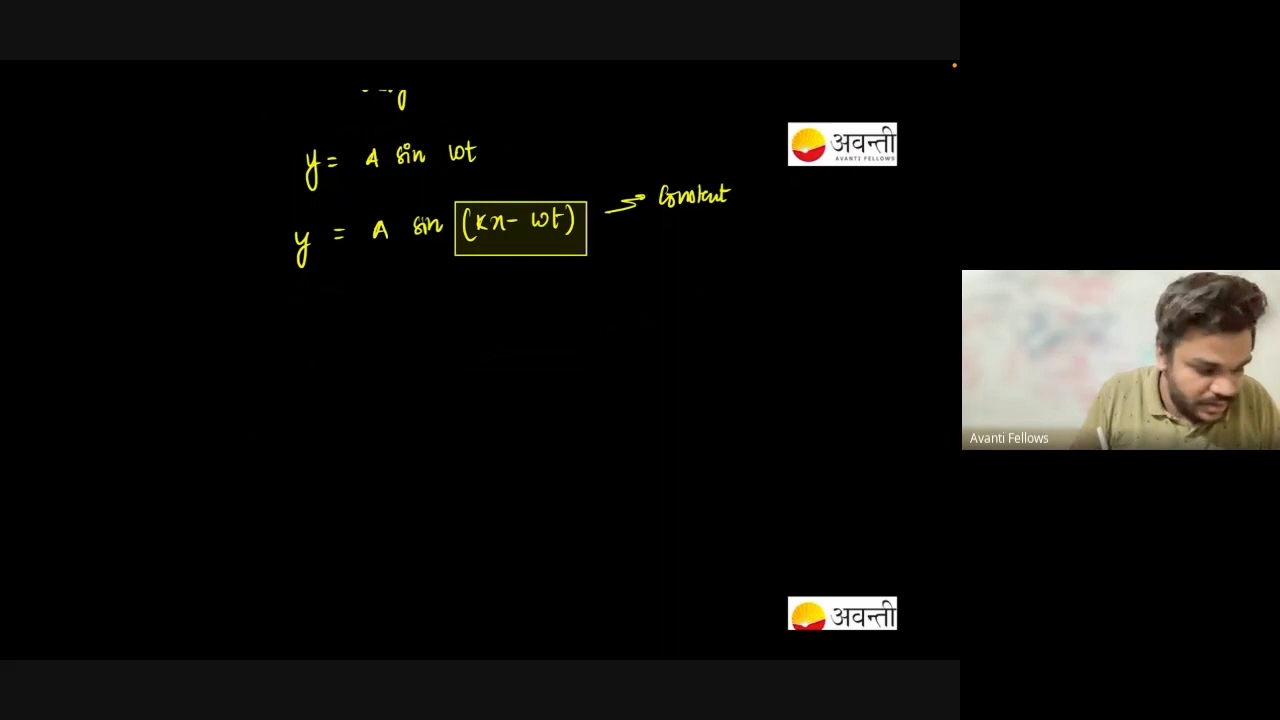 y = A sin ωt
अवन्ती
AVANTI FELLOWS
y = A sin (kx - ωt) → Constant
Avanti Fellows
अवन्ती